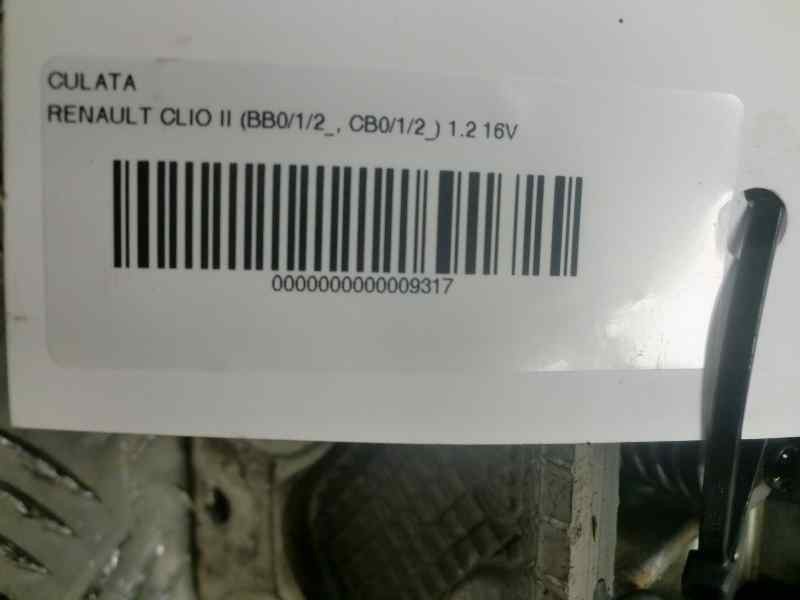 CULATA
RENAULT CLIO II (BB0/1/2_, CB0/1/2_) 1.2 16V
0000000000009317